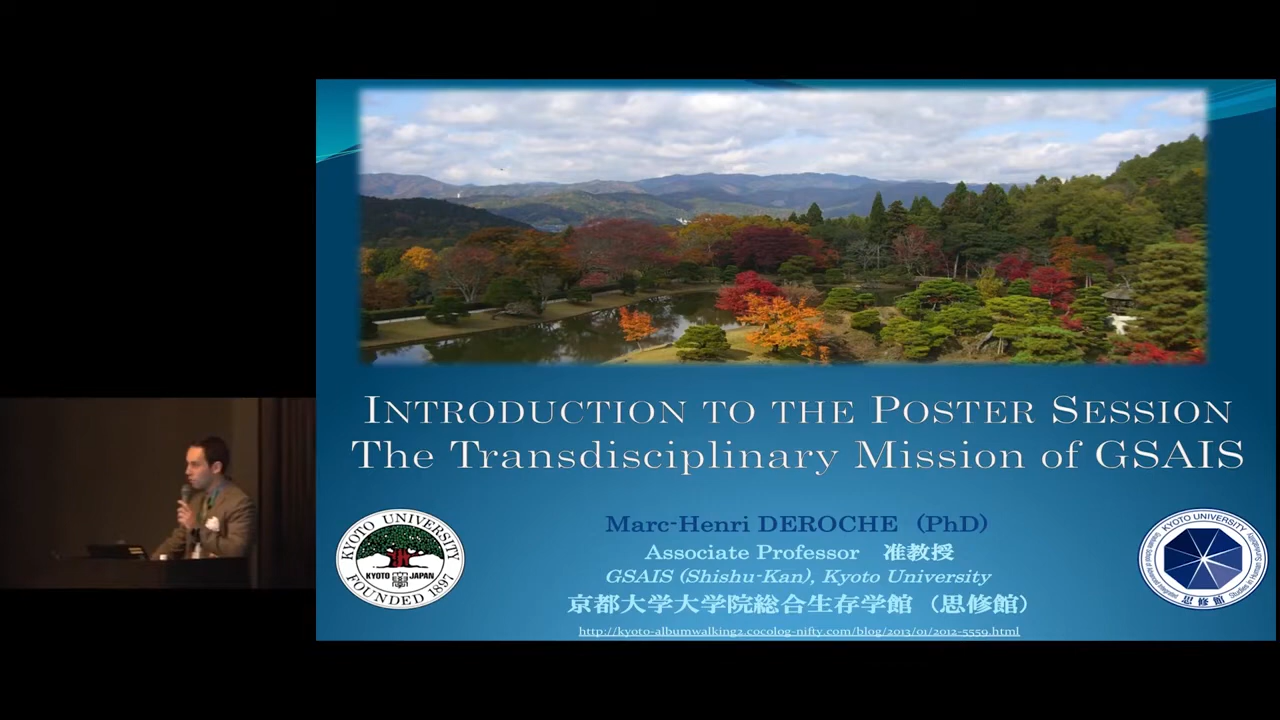 INTRODUCTION TO THE POSTER SESSION
The Transdisciplinary Mission of GSAIS
Marc-Henri DEROCHE (PhD)
Associate Professor 准教授
GSAIS (Shishu-Kan), Kyoto University
京都大学大学院総合生存学館（思修館）
http://kyoto-albumwalking2.cocolog-nifty.com/blog/2013/01/2012-5559.html
KYOTO UNIVERSITY
KYOTO JAPAN
FOUNDED 1897
KYOTO UNIVERSITY